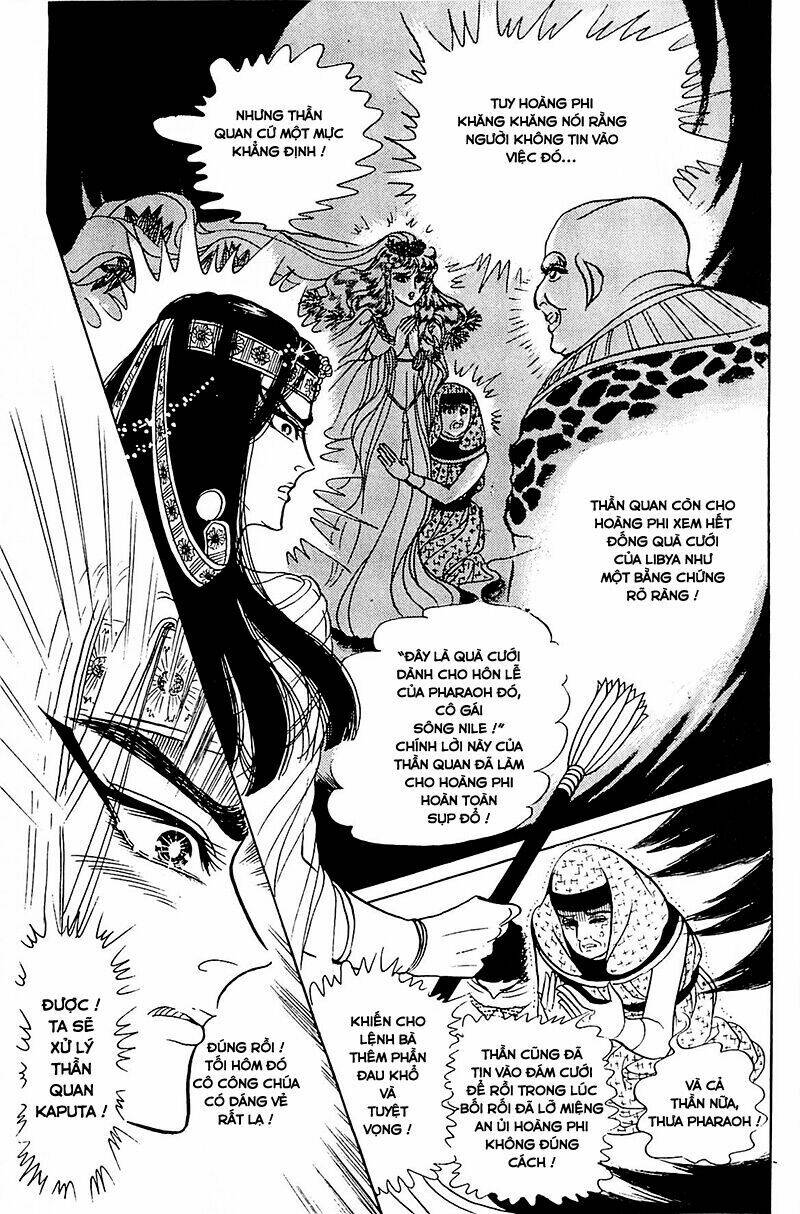 TUY HOÀNG PHI
KHĂNG KHĂNG NÓI RẰNG
NGƯỜI KHÔNG TIN VÀO
VIỆC ĐÓ...
NHƯNG THẦN
QUAN CỨ MỘT MỰC
KHẲNG ĐỊNH !
THẦN QUAN CÒN CHO
HOÀNG PHI XEM HẾT
ĐỐNG QUÀ CƯỚI
CỦA LIBYA NHƯ
MỘT BẰNG CHỨNG
RÕ RÀNG !
"ĐÂY LÀ QUÀ CƯỚI
DÀNH CHO HÔN LỄ
CỦA PHARAOH ĐÓ,
CÔ GÁI
SÔNG NILE !"
CHÍNH LỜI NÀY CỦA
THẦN QUAN ĐÃ LÀM
CHO HOÀNG PHI
HOÀN TOÀN
SỤP ĐỔ !
VÀ CẢ
THẦN NỮA,
THƯA PHARAOH !
THẦN CŨNG ĐÃ
TIN VÀO ĐÁM CƯỚI
ĐỂ RỒI TRONG LÚC
BỐI RỐI ĐÃ LỠ MIỆNG
AN ỦI HOÀNG PHI
KHÔNG ĐÚNG
CÁCH !
KHIẾN CHO
LỆNH BÀ
THÊM PHẦN
ĐAU KHỔ
VÀ
TUYỆT
VỌNG !
ĐÚNG RỒI !
TỐI HÔM ĐÓ
CÔ CÔNG CHÚA
CÓ DÁNG VẺ
RẤT LẠ !
ĐƯỢC !
TA SẼ
XỬ LÝ
THẦN
QUAN
KAPUTA !